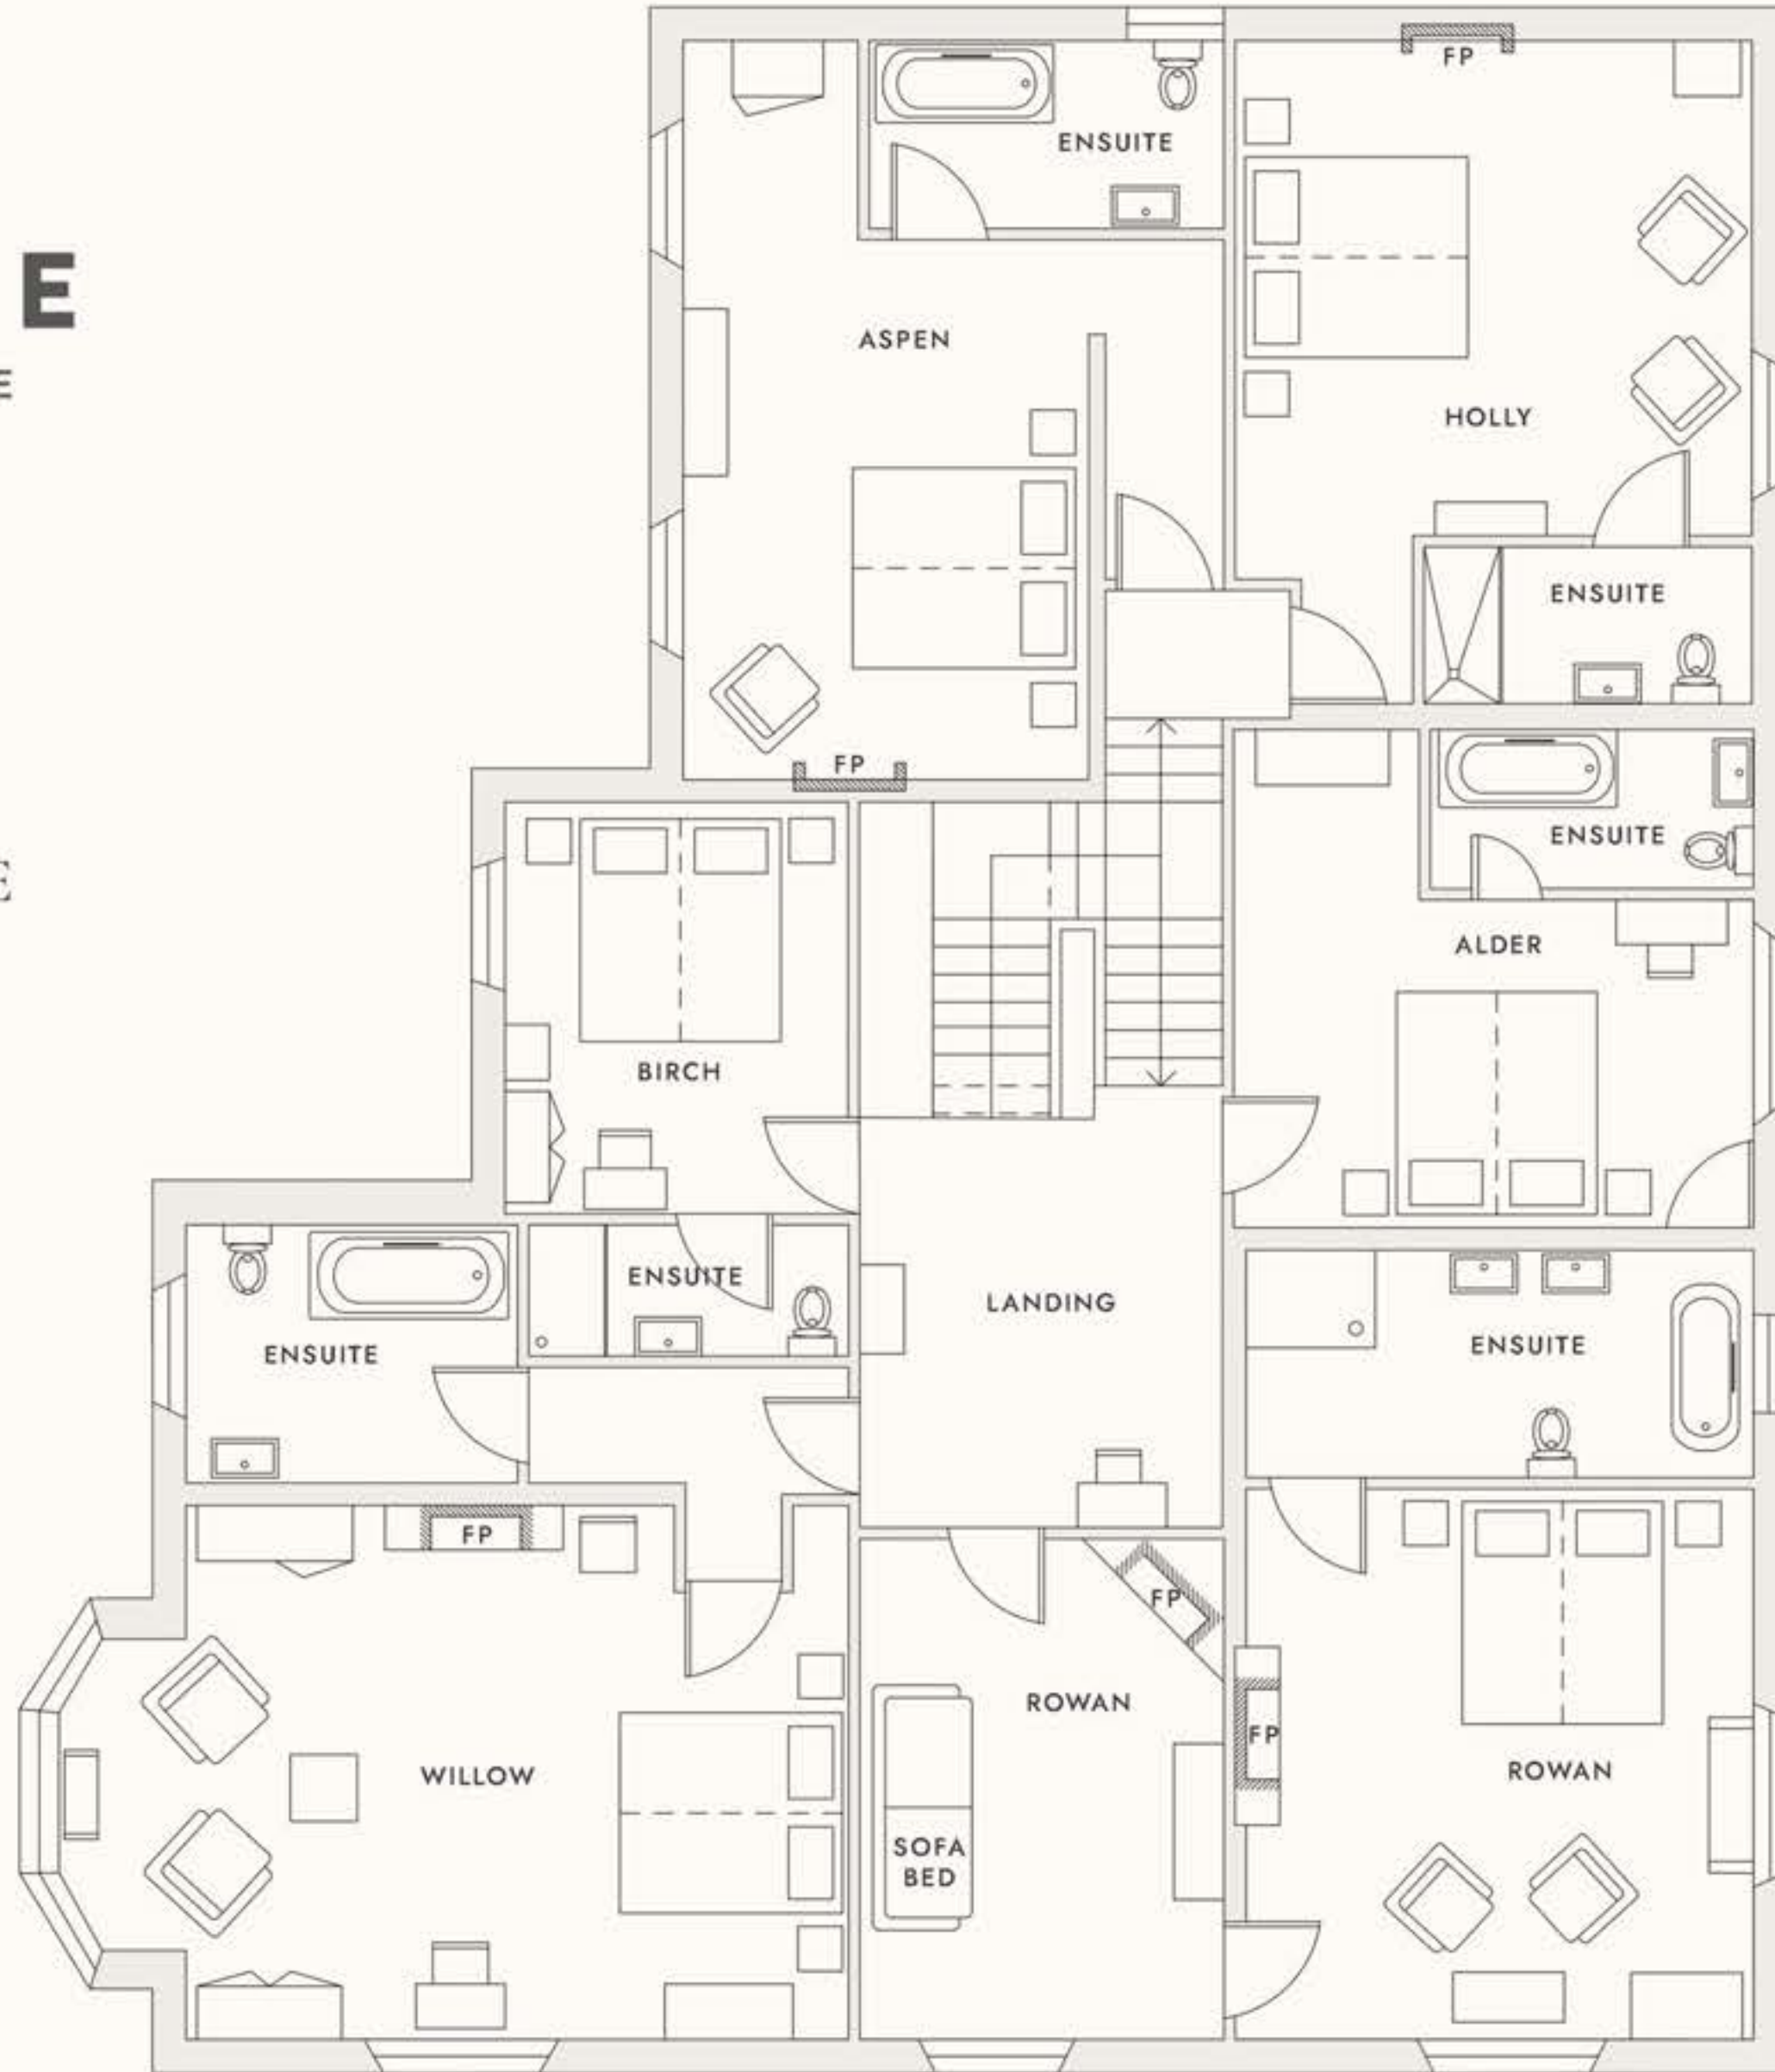 E
E
E
FP
ENSUITE
ASPEN
HOLLY
ENSUITE
FP
ENSUITE
ALDER
BIRCH
ENSUITE
LANDING
ENSUITE
ENSUITE
FP
FP
ROWAN
FP
WILLOW
ROWAN
SOFA
BED